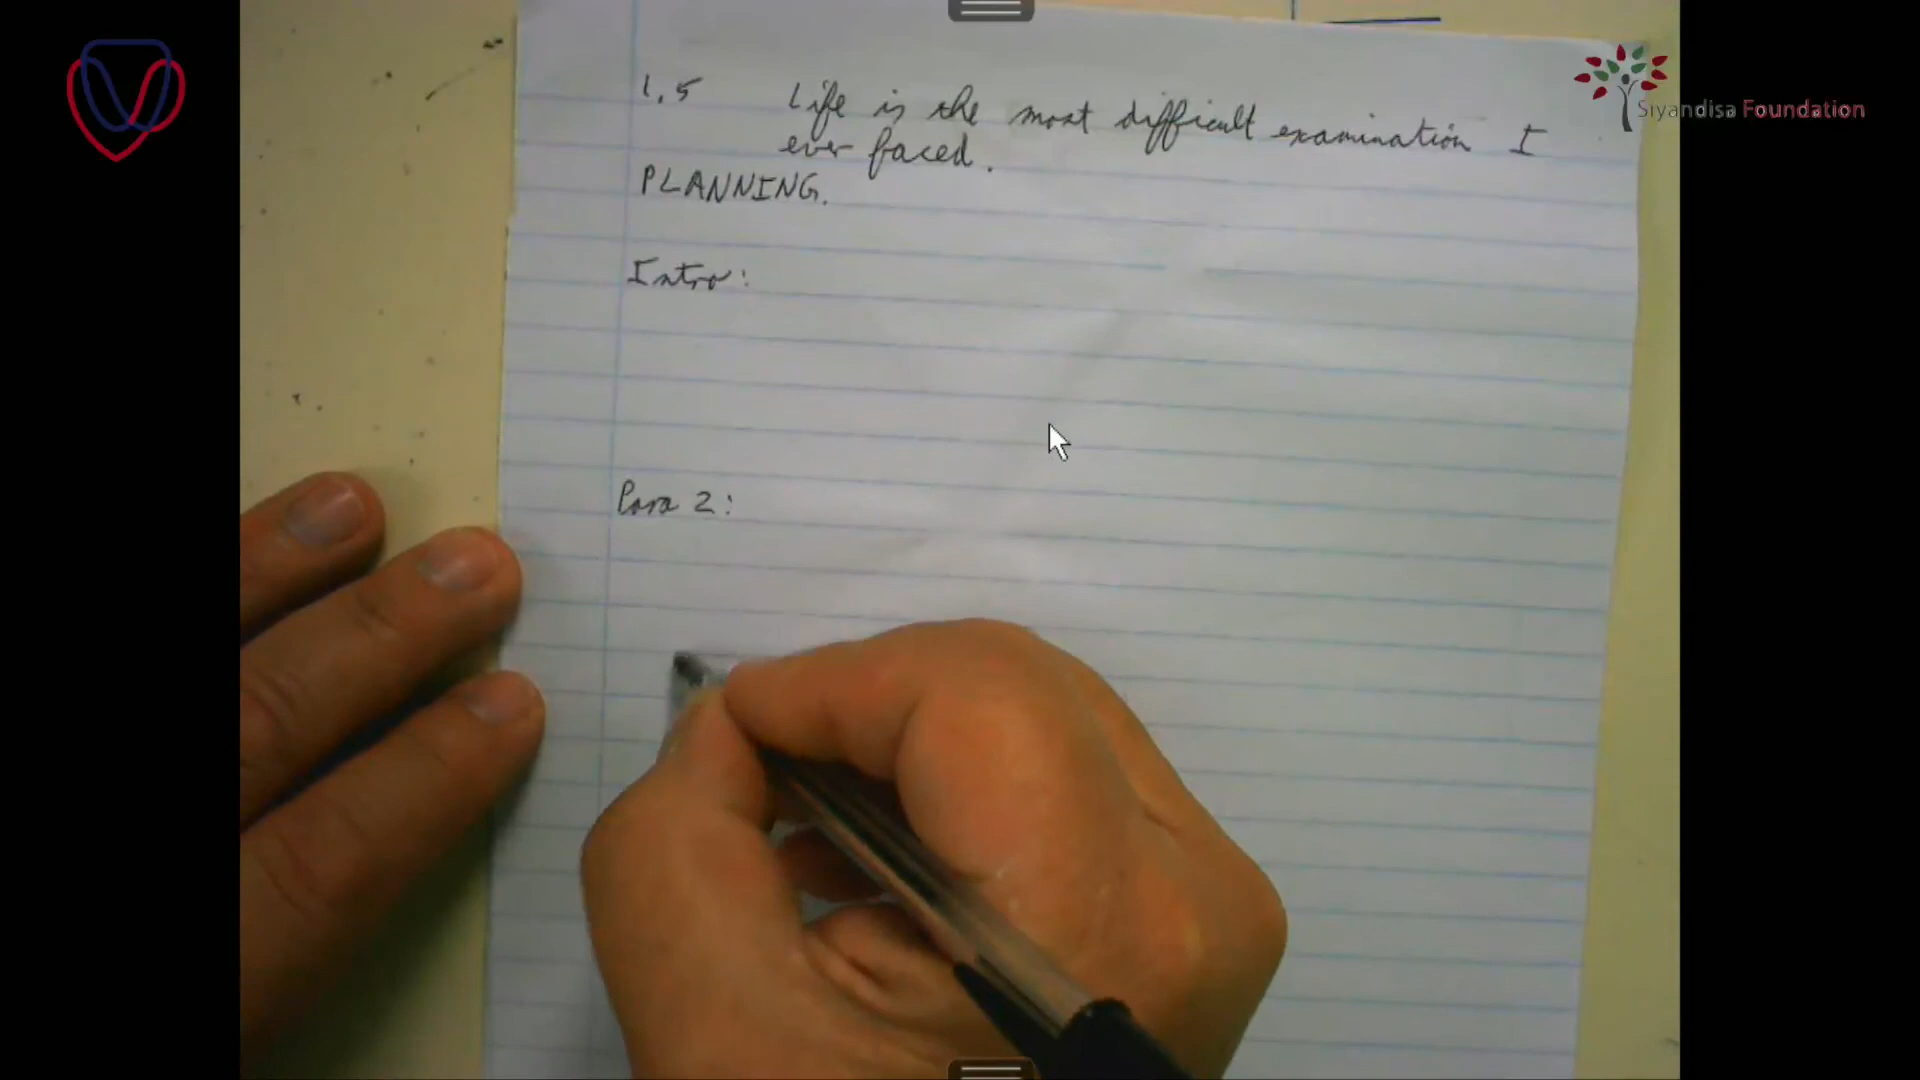 1.5 Life is the most difficult examination I
ever faced.
PLANNING.
Intro:
Para 2:
Siyandisa Foundation